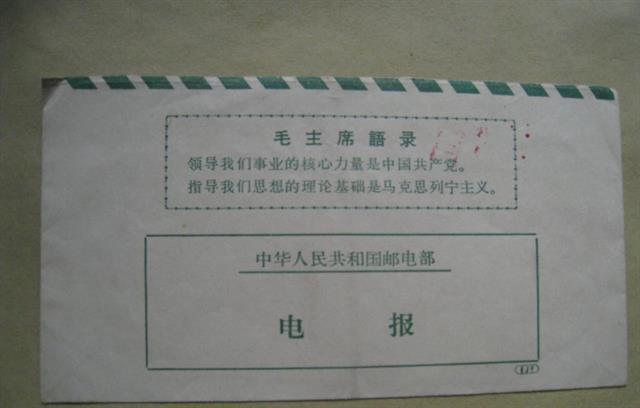 毛主席語录
领导我们事业的核心力量是中国共产党。
指导我们思想的理论基础是马克思列宁主义。
中华人民共和国邮电部
电报